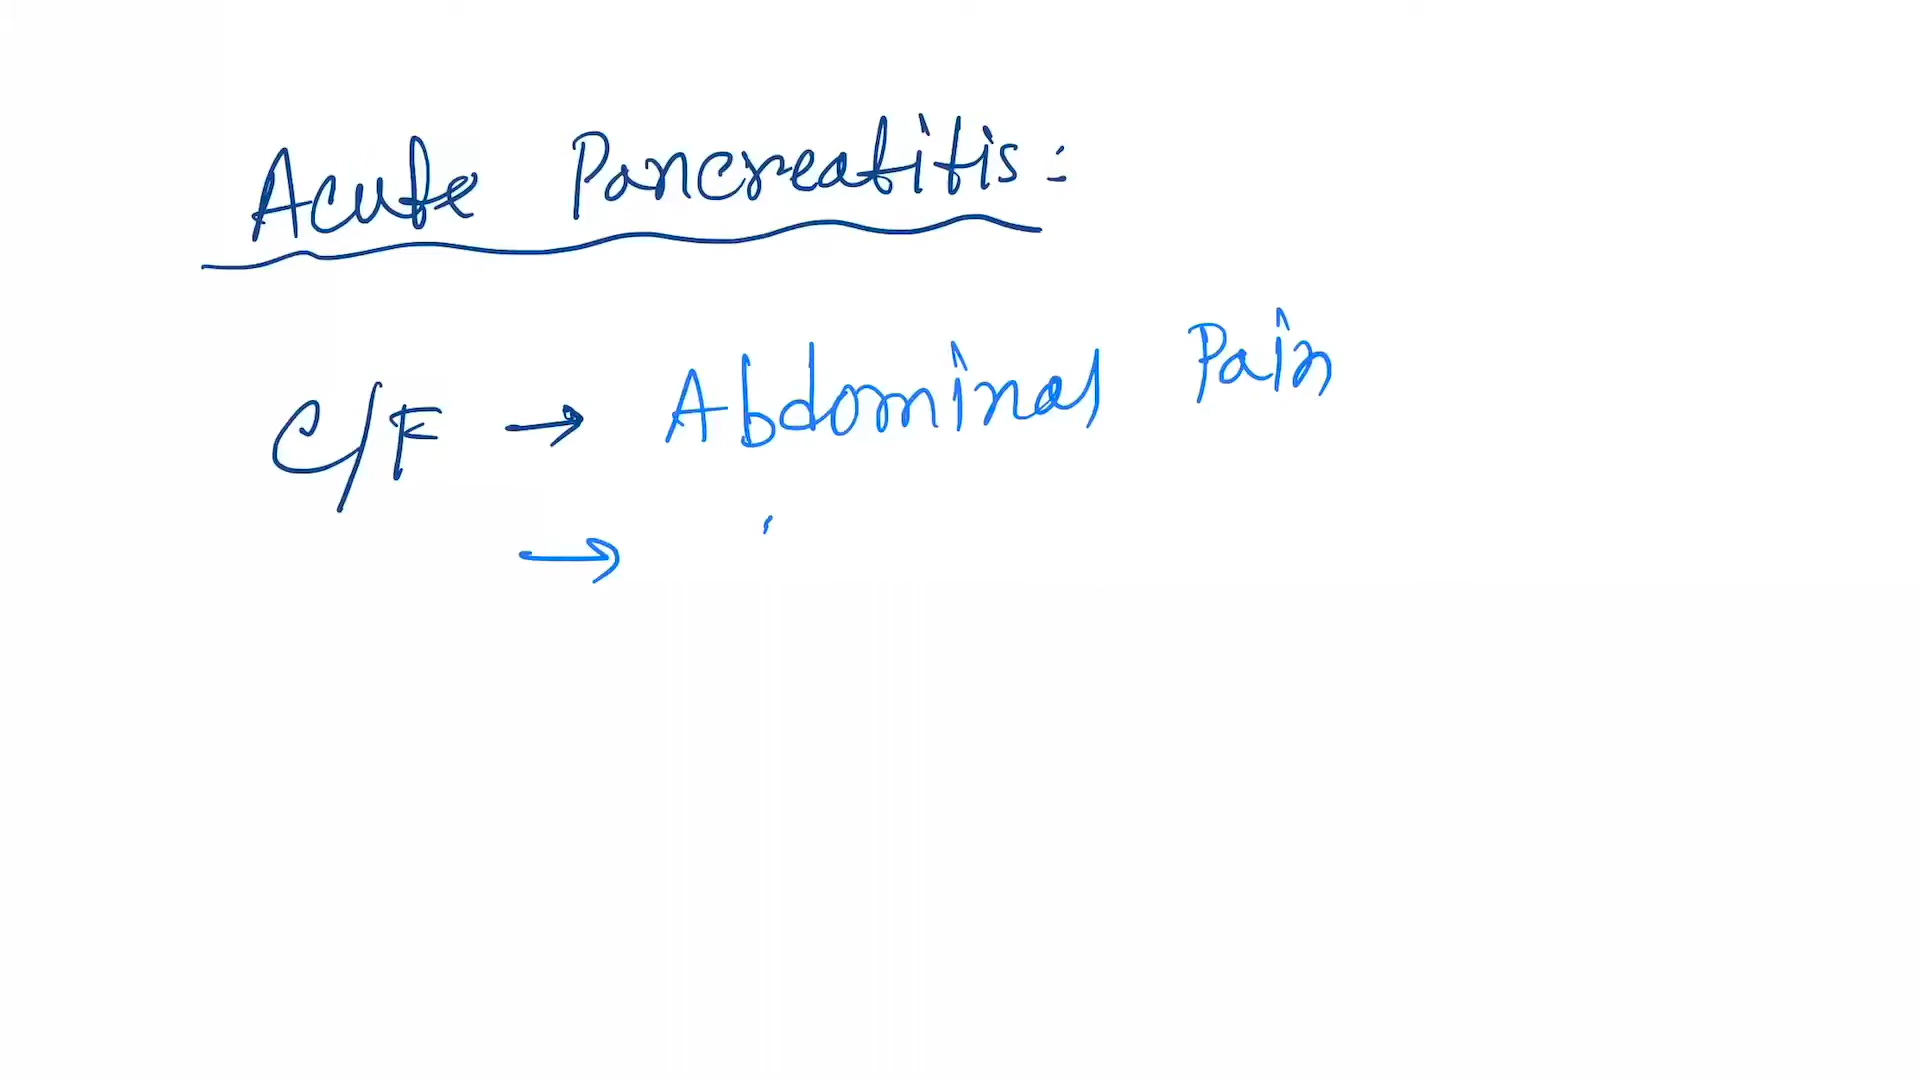 Acute Pancreatitis:
C/F → Abdominal Pain
→